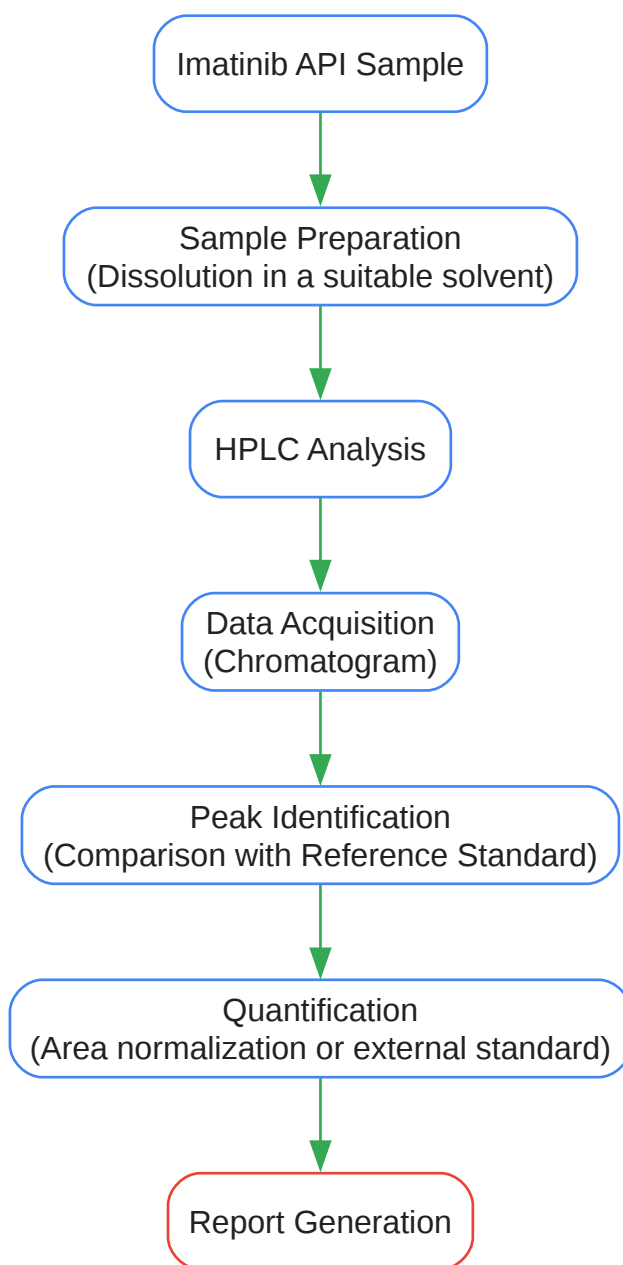 Imatinib API Sample
Sample Preparation
(Dissolution in a suitable solvent)
HPLC Analysis
Data Acquisition
(Chromatogram)
Peak Identification
(Comparison with Reference Standard)
Quantification
(Area normalization or external standard)
Report Generation